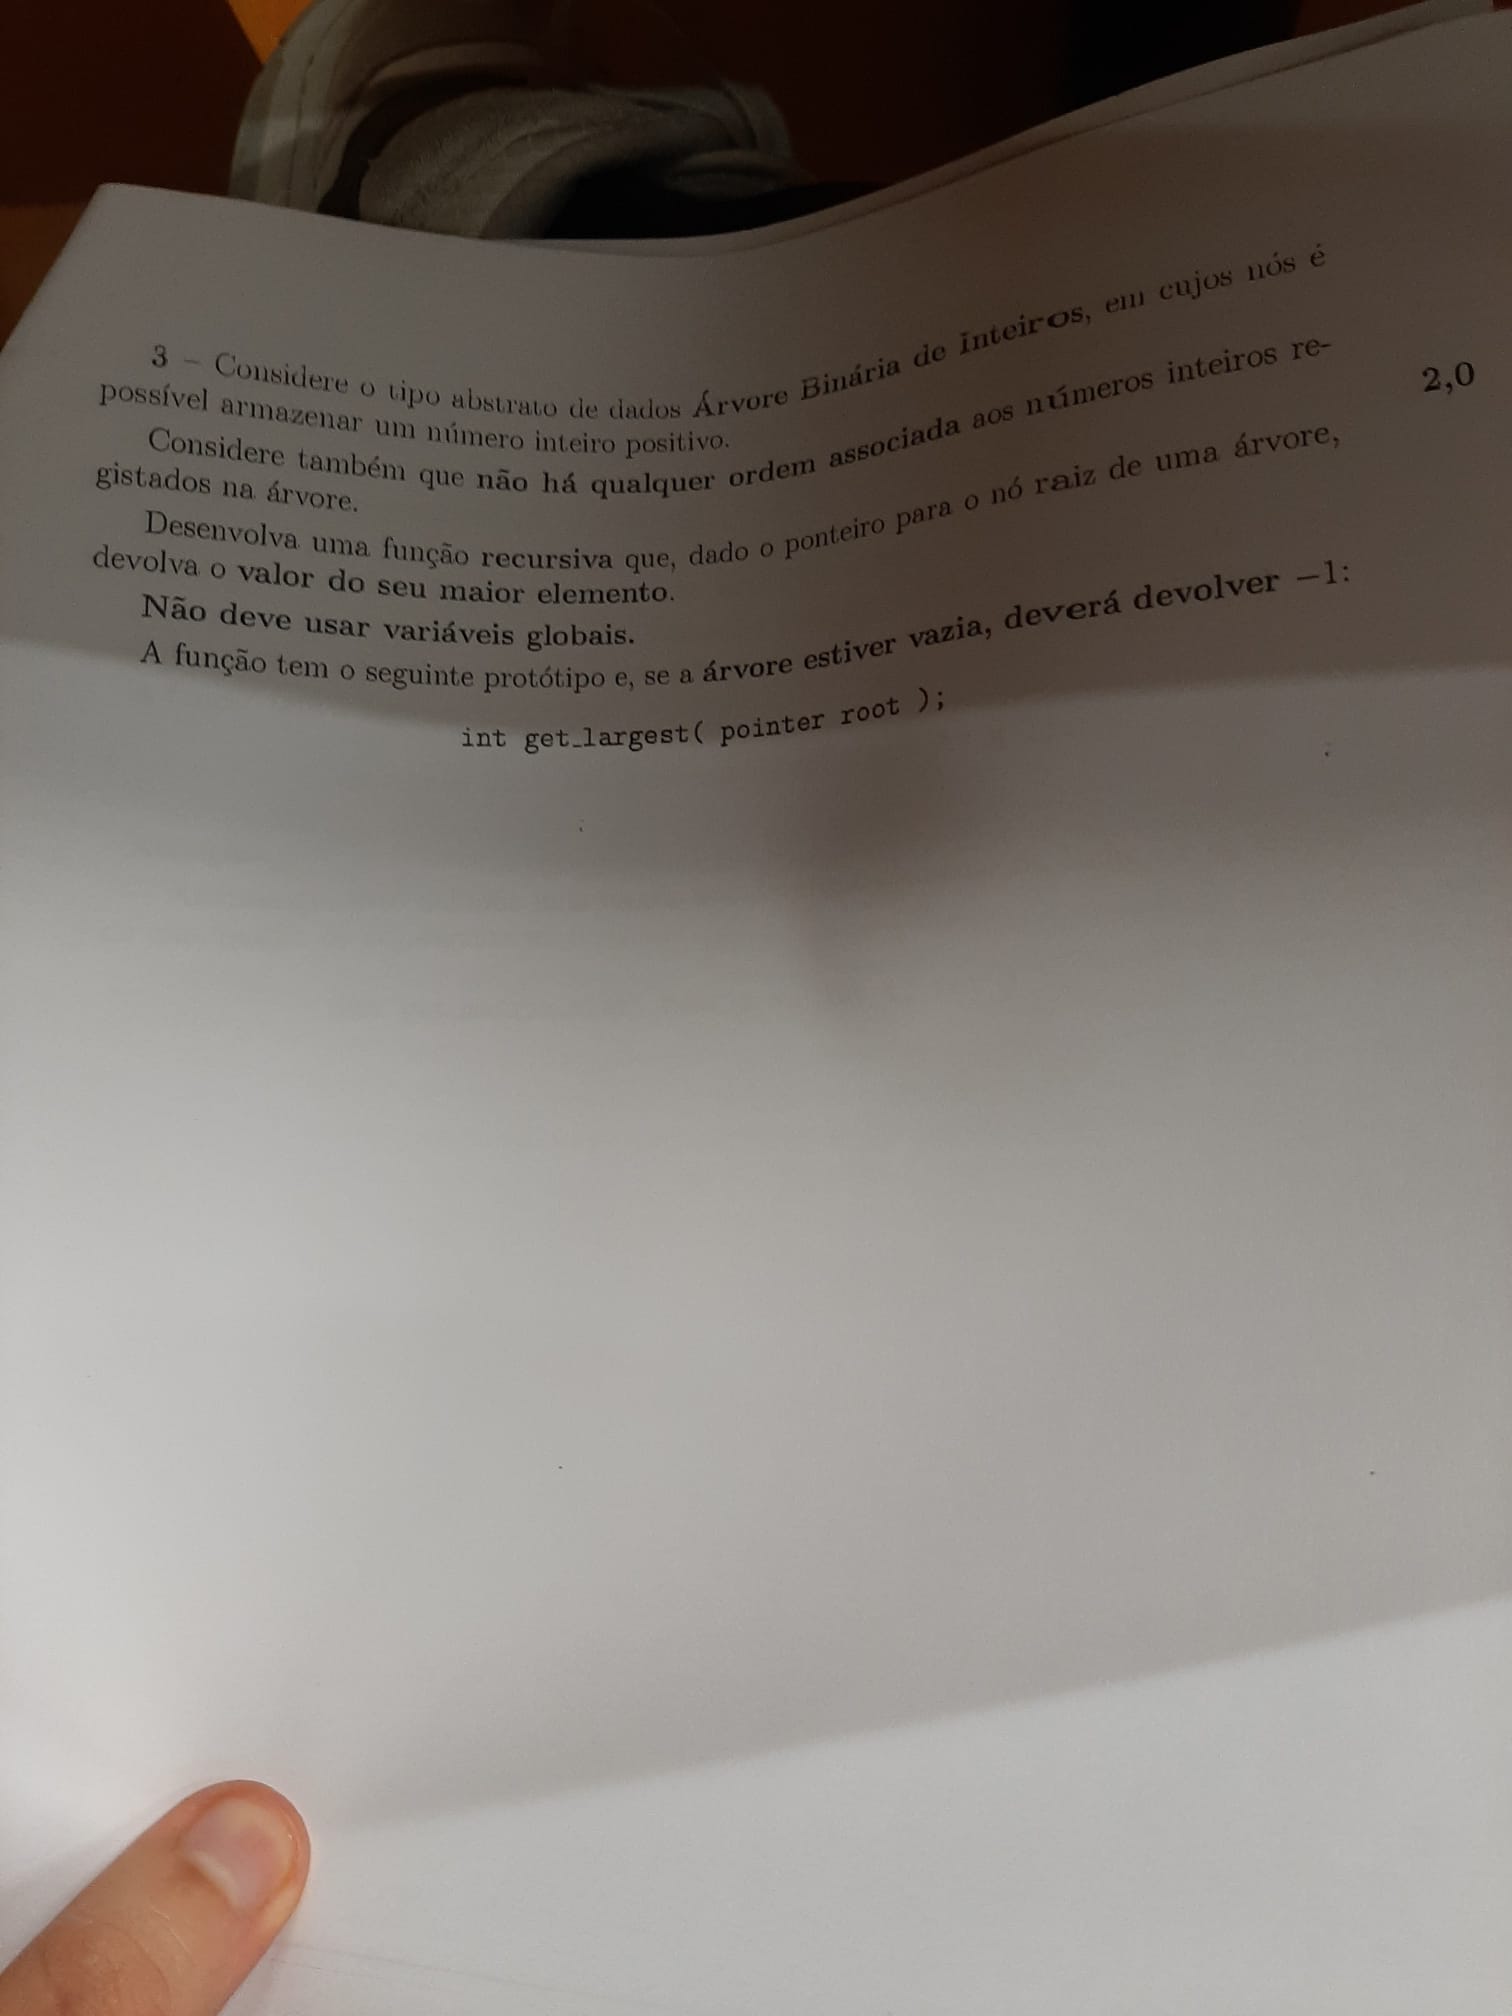 3 – Considere o tipo abstrato de dados Árvore Binária de Inteiros, em cujos nós é
possível armazenar um número inteiro positivo.
Considere também que não há qualquer ordem associada aos números inteiros re-
gistados na árvore.
2,0
Desenvolva uma função recursiva que, dado o ponteiro para o nó raiz de uma árvore,
devolva o valor do seu maior elemento.
Não deve usar variáveis globais.
A função tem o seguinte protótipo e, se a árvore estiver vazia, deverá devolver −1:
int get_largest( pointer root );